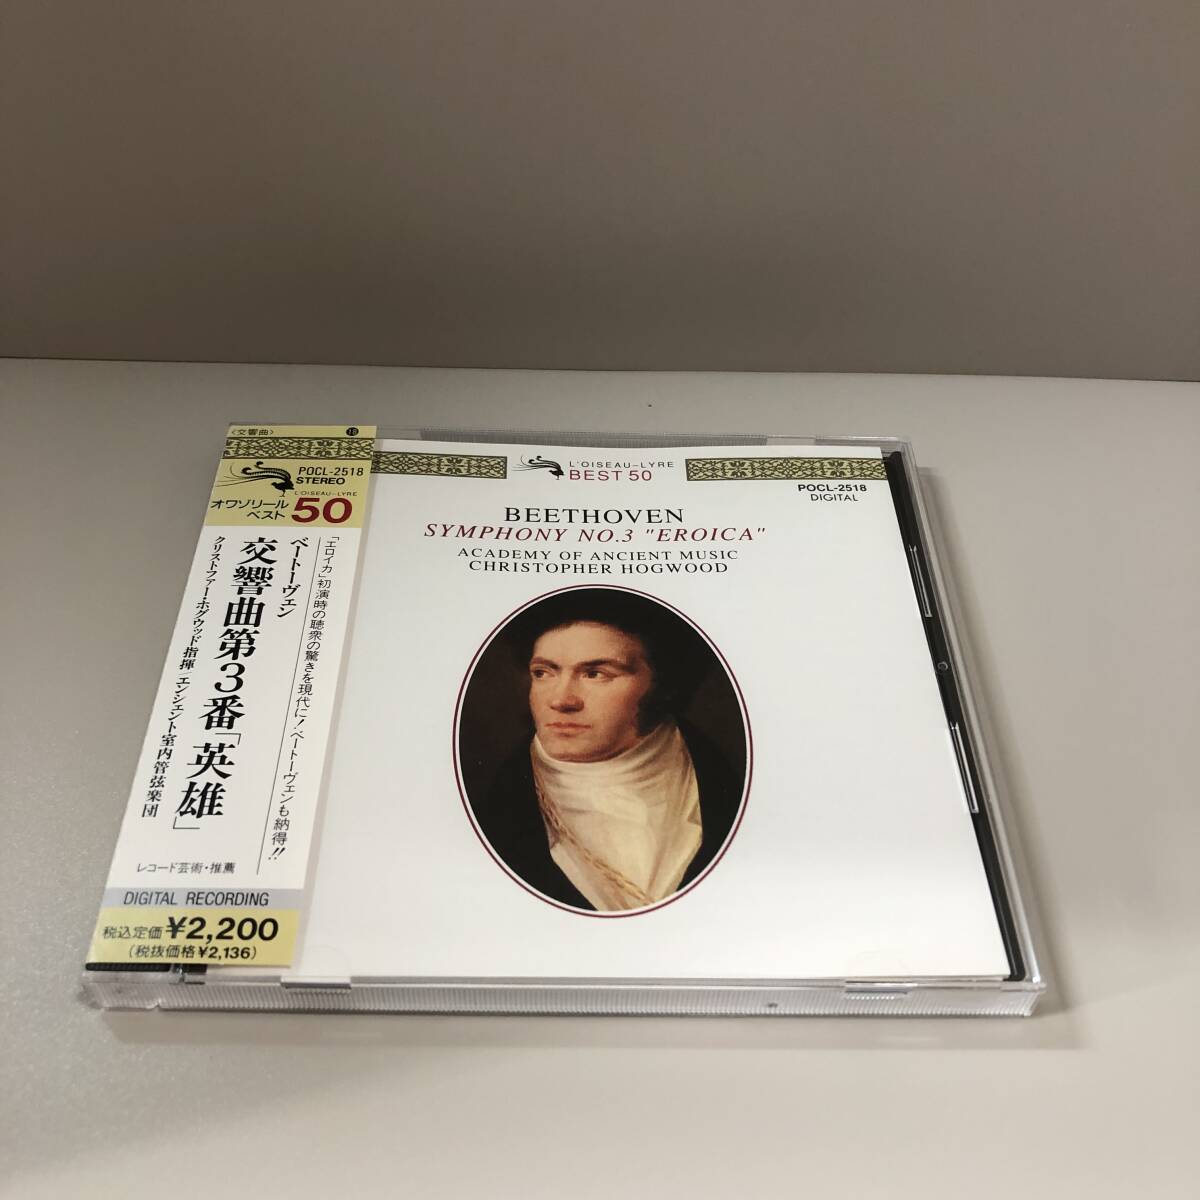 〈交響曲〉 18
POCL-2518
STEREO
L'OISEAU-LYRE
オワゾリール
ベスト
50
「エロイカ」初演時の聴衆の驚きを現代に!ベートーヴェンも納得!!
ベートーヴェン
交響曲第3番「英雄」
クリストファー・ホグウッド指揮/エンシェント室内管弦楽団
レコード芸術・推薦
DIGITAL RECORDING
税込定価¥2,200
(税抜価格¥2,136)
L'OISEAU-LYRE
BEST 50
POCL-2518
DIGITAL
BEETHOVEN
SYMPHONY NO.3 "EROICA"
ACADEMY OF ANCIENT MUSIC
CHRISTOPHER HOGWOOD